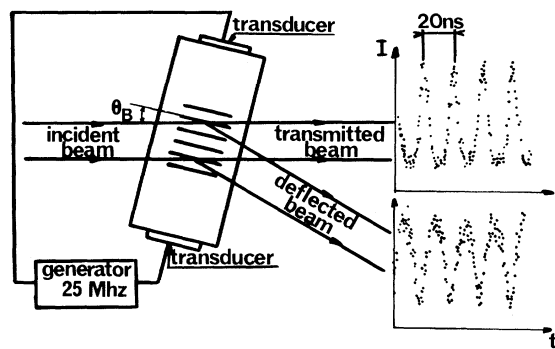 transducer
20ns
I
θB
incident
beam
transmitted
beam
deflected
beam
transducer
generator
25 Mhz
t